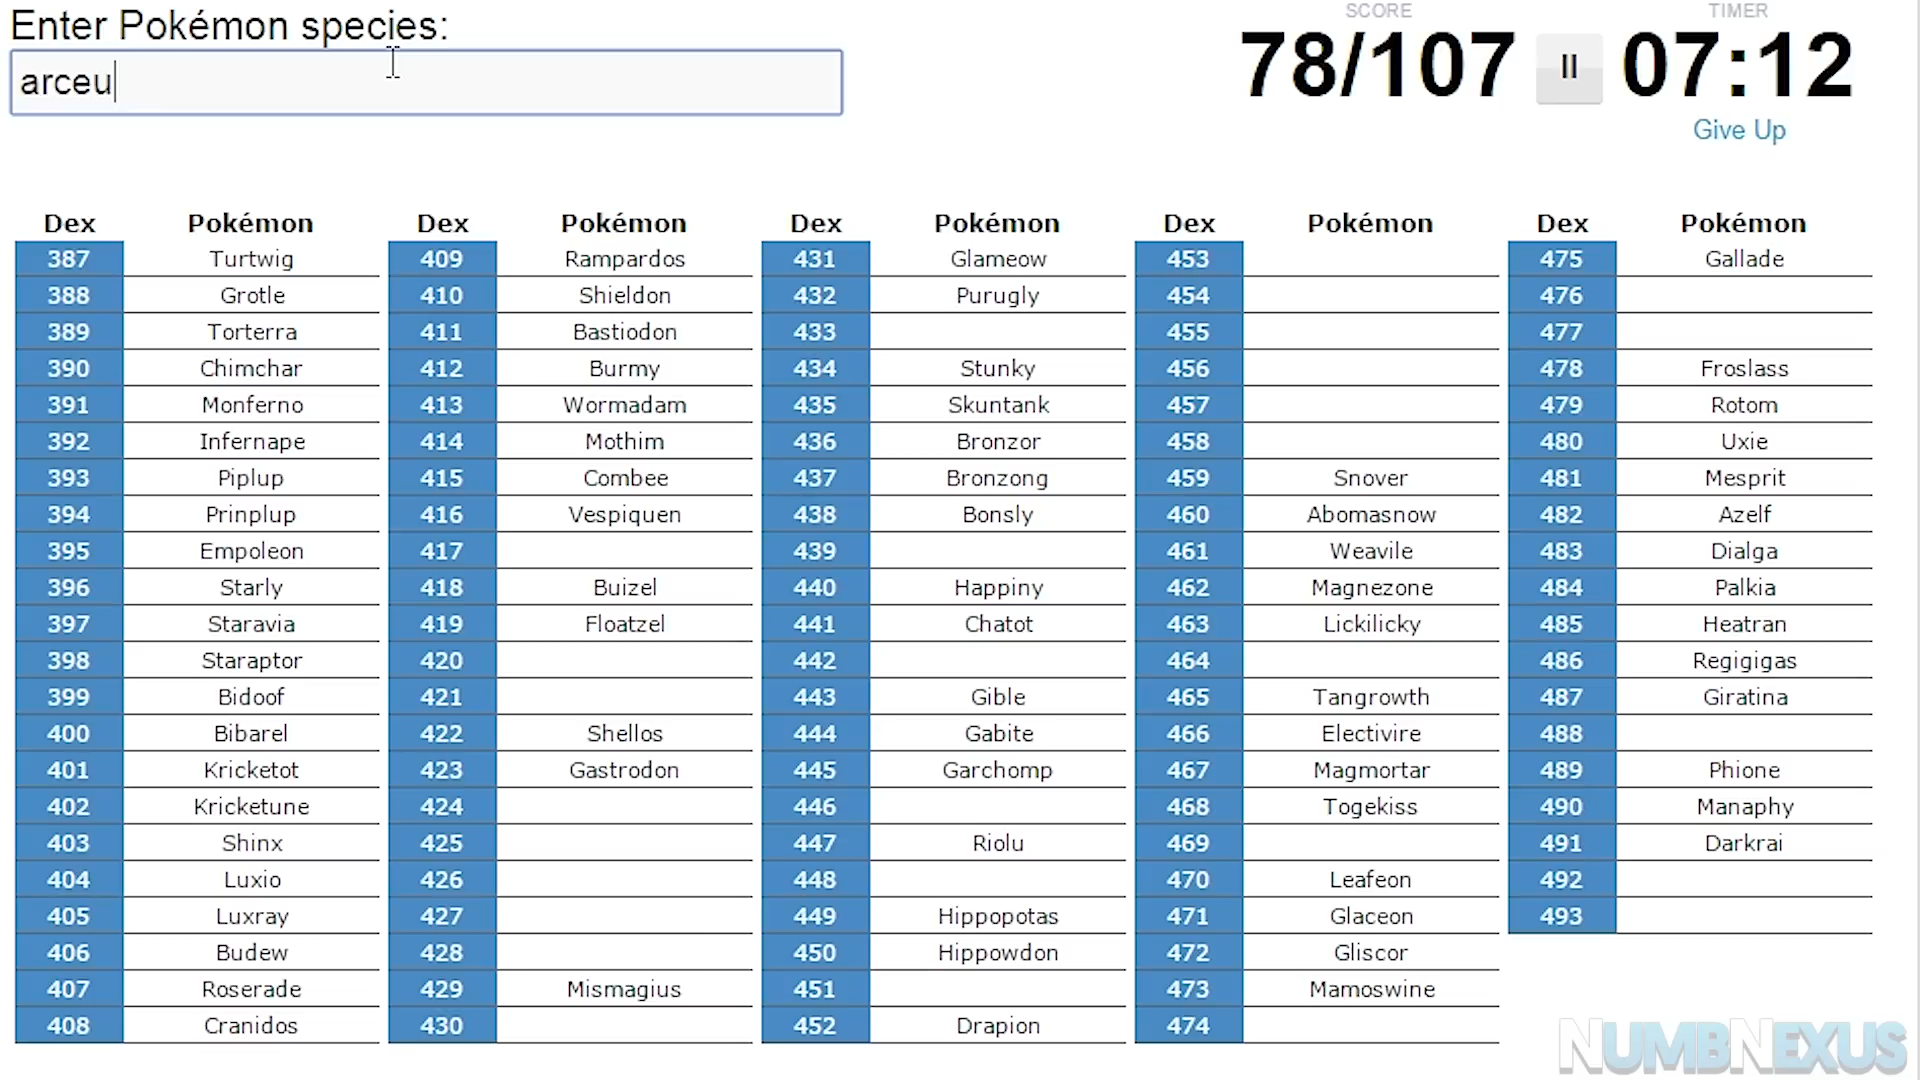 Enter Pokémon species:
arceu
SCORE
78/107
TIMER
07:12
Give Up
Dex Pokémon Dex Pokémon Dex Pokémon Dex Pokémon Dex Pokémon
387 Turtwig 409 Rampardos 431 Glameow 453 475 Gallade
388 Grotle 410 Shieldon 432 Purugly 454 476
389 Torterra 411 Bastiodon 433 455 477
390 Chimchar 412 Burmy 434 Stunky 456 478 Froslass
391 Monferno 413 Wormadam 435 Skuntank 457 479 Rotom
392 Infernape 414 Mothim 436 Bronzor 458 480 Uxie
393 Piplup 415 Combee 437 Bronzong 459 Snover 481 Mesprit
394 Prinplup 416 Vespiquen 438 Bonsly 460 Abomasnow 482 Azelf
395 Empoleon 417 439 461 Weavile 483 Dialga
396 Starly 418 Buizel 440 Happiny 462 Magnezone 484 Palkia
397 Staravia 419 Floatzel 441 Chatot 463 Lickilicky 485 Heatran
398 Staraptor 420 442 464 486 Regigigas
399 Bidoof 421 443 Gible 465 Tangrowth 487 Giratina
400 Bibarel 422 Shellos 444 Gabite 466 Electivire 488
401 Kricketot 423 Gastrodon 445 Garchomp 467 Magmortar 489 Phione
402 Kricketune 424 446 468 Togekiss 490 Manaphy
403 Shinx 425 447 Riolu 469 491 Darkrai
404 Luxio 426 448 470 Leafeon 492
405 Luxray 427 449 Hippopotas 471 Glaceon 493
406 Budew 428 450 Hippowdon 472 Gliscor
407 Roserade 429 Mismagius 451 473 Mamoswine
408 Cranidos 430 452 Drapion 474
NUMBNEXUS